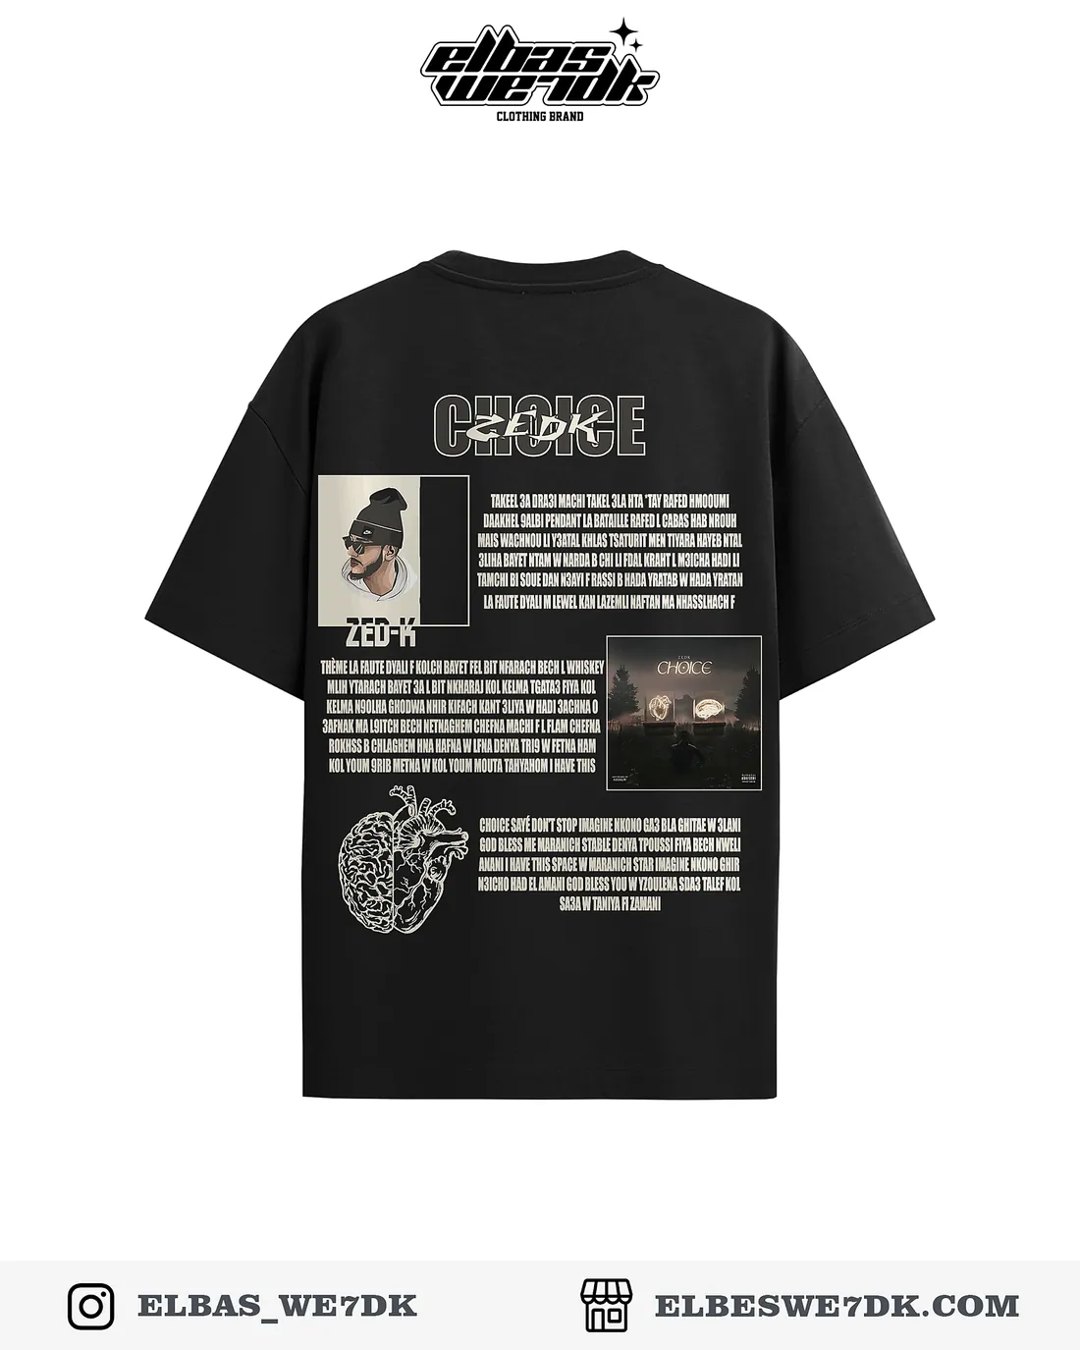 elbas
we7dk
CLOTHING BRAND
CHOICE
ZEDK
TAKEEL 3A DRA3I MACHI TAKEL 3LA HTA 'TAY RAFED HMOOUMI
DAAKHEL 9ALBI PENDANT LA BATAILLE RAFED L CABAS HAB NROUH
MAIS WACHNOU LI Y3ATAL KHLAS TSATURIT MEN TIYARA HAYEB NTAL
3LIHA BAYET NTAM W NARDA B CHI LI FDAL KRAHT L M3ICHA HADI LI
TAMCHI BI SOUE DAN N3AYI F RASSI B HADA YRATAB W HADA YRATAN
LA FAUTE DYALI M LEWEL KAN LAZEMLI NAFTAN MA NHASSLHACH F
ZED-K
THÈME LA FAUTE DYALI F KOLCH BAYET FEL BIT NFARACH BECH L WHISKEY
MLIH YTARACH BAYET 3A L BIT NKHARAJ KOL KELMA TGATA3 FIYA KOL
KELMA N9OLHA GHODWA NHIR KIFACH KANT 3LIYA W HADI 3ACHNA O
3AFNAK MA L9ITCH BECH NETNAGHEM CHEFNA MACHI F L FLAM CHEFNA
ROKHSS B CHLAGHEM HNA HAFNA W LFNA DENYA TRI9 W FETNA HAM
KOL YOUM 9RIB METNA W KOL YOUM MOUTA TAHYAHOM I HAVE THIS
ZEDK
CHOICE
CHOICE SAYÉ DON'T STOP IMAGINE NKONO GA3 BLA GHITAE W 3LANI
GOD BLESS ME MARANICH STABLE DENYA TPOUSSI FIYA BECH NWELI
ANANI I HAVE THIS SPACE W MARANICH STAR IMAGINE NKONO GHIR
N3ICHO HAD EL AMANI GOD BLESS YOU W YZOULENA SDA3 TALEF KOL
SA3A W TANIYA FI ZAMANI
ELBAS_WE7DK
ELBESWE7DK.COM